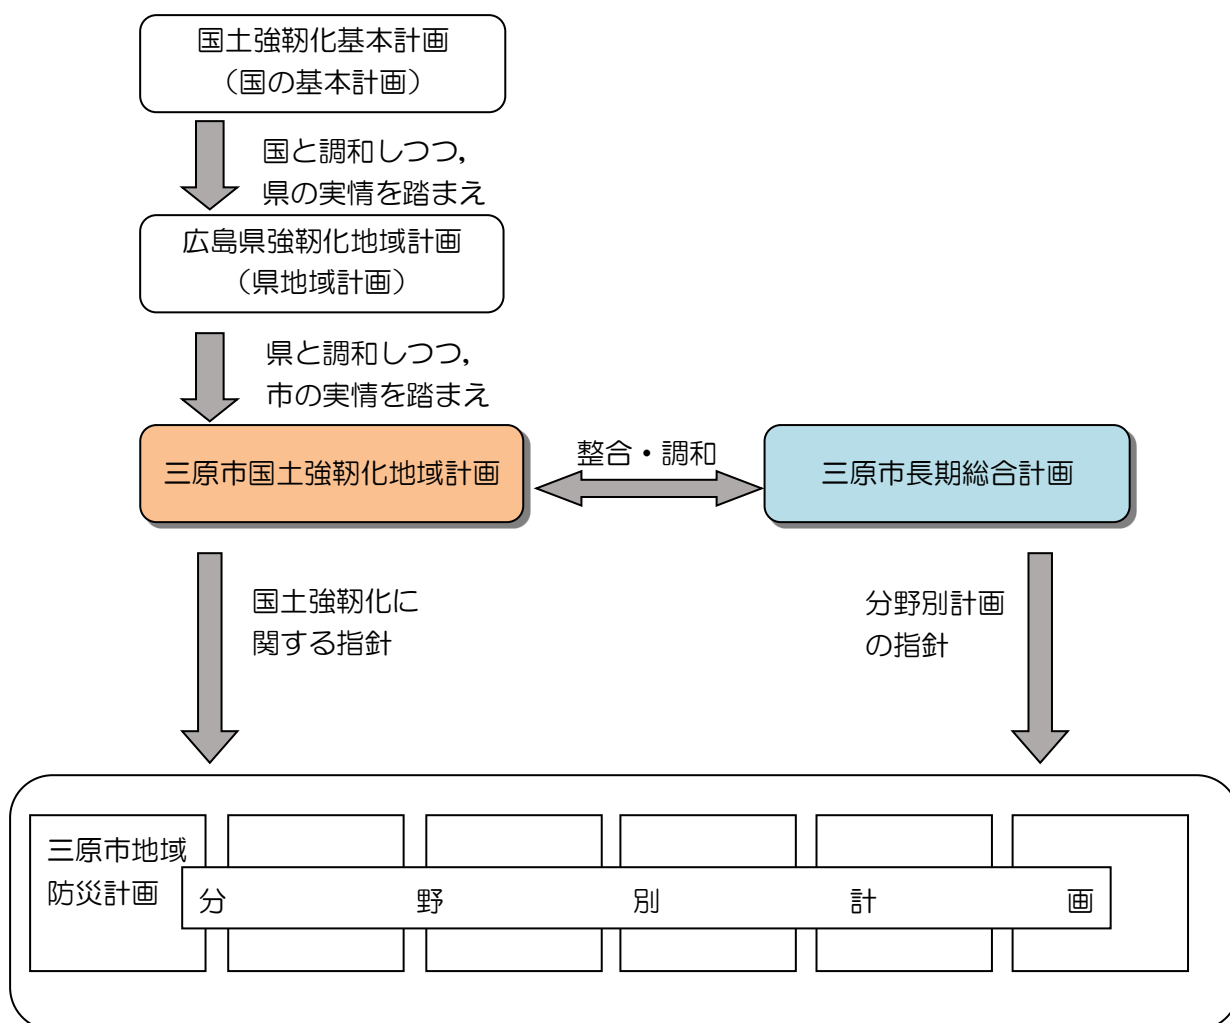 国土強靭化基本計画
（国の基本計画）
国と調和しつつ，
県の実情を踏まえ
広島県強靭化地域計画
（県地域計画）
県と調和しつつ，
市の実情を踏まえ
三原市国土強靭化地域計画
整合・調和
三原市長期総合計画
国土強靭化に
関する指針
分野別計画
の指針
三原市地域
防災計画
分野別計画